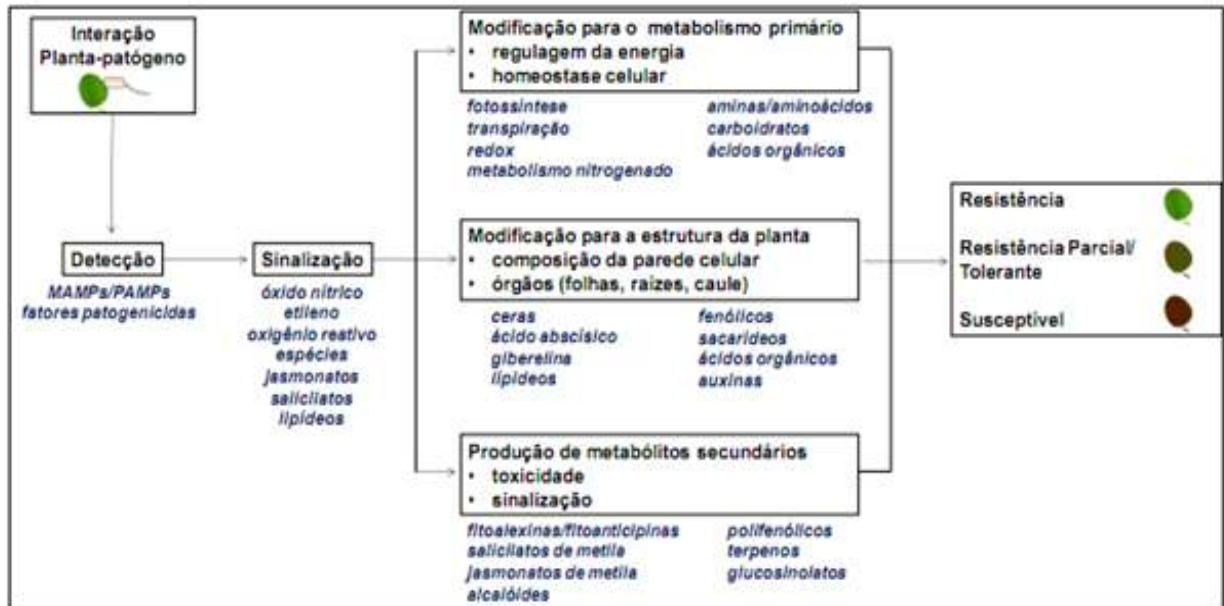 Interação
Planta-patógeno
Detecção
MAMPs/PAMPs
fatores patogenicidas
Sinalização
óxido nítrico
etileno
oxigênio reativo
espécies
jasmonatos
salicilatos
lipídeos
Modificação para o metabolismo primário
• regulagem da energia
• homeostase celular
fotossíntese
transpiração
redox
metabolismo nitrogenado
aminas/aminoácidos
carboidratos
ácidos orgânicos
Modificação para a estrutura da planta
• composição da parede celular
• órgãos (folhas, raízes, caule)
ceras
ácido abscísico
giberelina
lipídeos
fenólicos
sacarídeos
ácidos orgânicos
auxinas
Produção de metabólitos secundários
• toxicidade
• sinalização
fitoalexinas/fitoanticipinas
salicilatos de metila
jasmonatos de metila
alcalóides
polifenólicos
terpenos
glucosinolatos
Resistência
Resistência Parcial/
Tolerante
Susceptível